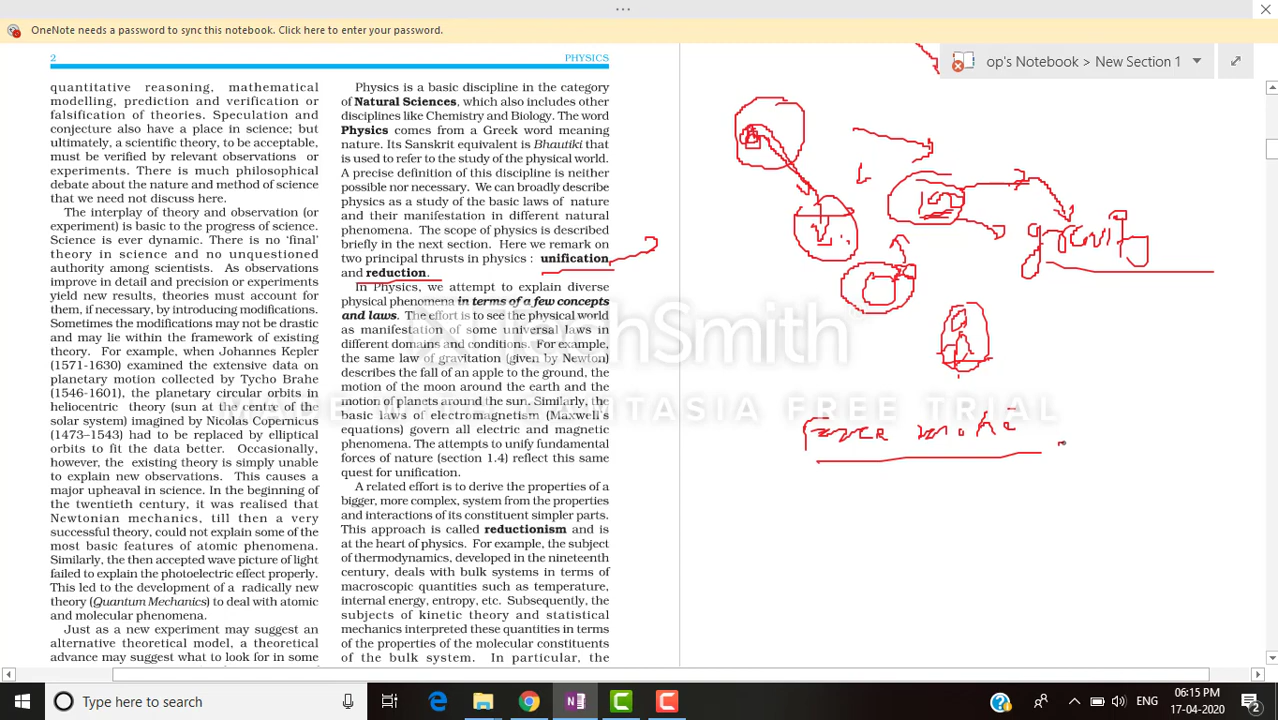 OneNote needs a password to sync this notebook. Click here to enter your password.
op's Notebook > New Section 1
2
PHYSICS
quantitative reasoning, mathematical
modelling, prediction and verification or
falsification of theories. Speculation and
conjecture also have a place in science; but
ultimately, a scientific theory, to be acceptable,
must be verified by relevant observations or
experiments. There is much philosophical
debate about the nature and method of science
that we need not discuss here.
The interplay of theory and observation (or
experiment) is basic to the progress of science.
Science is ever dynamic. There is no 'final'
theory in science and no unquestioned
authority among scientists. As observations
improve in detail and precision or experiments
yield new results, theories must account for
them, if necessary, by introducing modifications.
Sometimes the modifications may not be drastic
and may lie within the framework of existing
theory. For example, when Johannes Kepler
(1571-1630) examined the extensive data on
planetary motion collected by Tycho Brahe
(1546-1601), the planetary circular orbits in
heliocentric theory (sun at the centre of the
solar system) imagined by Nicolas Copernicus
(1473–1543) had to be replaced by elliptical
orbits to fit the data better. Occasionally,
however, the existing theory is simply unable
to explain new observations. This causes a
major upheaval in science. In the beginning of
the twentieth century, it was realised that
Newtonian mechanics, till then a very
successful theory, could not explain some of the
most basic features of atomic phenomena.
Similarly, the then accepted wave picture of light
failed to explain the photoelectric effect properly.
This led to the development of a radically new
theory (Quantum Mechanics) to deal with atomic
and molecular phenomena.
Just as a new experiment may suggest an
alternative theoretical model, a theoretical
advance may suggest what to look for in some
Physics is a basic discipline in the category
of Natural Sciences, which also includes other
disciplines like Chemistry and Biology. The word
Physics comes from a Greek word meaning
nature. Its Sanskrit equivalent is Bhautiki that
is used to refer to the study of the physical world.
A precise definition of this discipline is neither
possible nor necessary. We can broadly describe
physics as a study of the basic laws of nature
and their manifestation in different natural
phenomena. The scope of physics is described
briefly in the next section. Here we remark on
two principal thrusts in physics : unification
and reduction.
In Physics, we attempt to explain diverse
physical phenomena in terms of a few concepts
and laws. The effort is to see the physical world
as manifestation of some universal laws in
different domains and conditions. For example,
the same law of gravitation (given by Newton)
describes the fall of an apple to the ground, the
motion of the moon around the earth and the
motion of planets around the sun. Similarly, the
basic laws of electromagnetism (Maxwell's
equations) govern all electric and magnetic
phenomena. The attempts to unify fundamental
forces of nature (section 1.4) reflect this same
quest for unification.
A related effort is to derive the properties of a
bigger, more complex, system from the properties
and interactions of its constituent simpler parts.
This approach is called reductionism and is
at the heart of physics. For example, the subject
of thermodynamics, developed in the nineteenth
century, deals with bulk systems in terms of
macroscopic quantities such as temperature,
internal energy, entropy, etc. Subsequently, the
subjects of kinetic theory and statistical
mechanics interpreted these quantities in terms
of the properties of the molecular constituents
of the bulk system. In particular, the
TechSmith
MADE WITH CAMTASIA FREE TRIAL
Type here to search
ENG
06:15 PM
17-04-2020
2